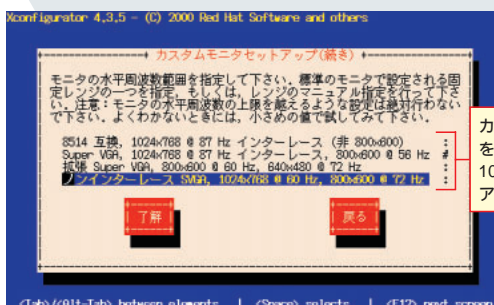 Xconfigurator 4.3.5 - (C) 2000 Red Hat Software and others
カスタムモニタセットアップ(続き)
モニタの水平周波数範囲を指定して下さい. 標準のモニタで設定される固
定レンジの一つを指定, もしくは, レンジのマニュアル指定を行って下さ
い. 注意：モニタの水平周波数の上限を越えるような設定は絶対行わない
で下さい. よくわかないときには, 小さめの値で試してみて下さい.
8514 互換, 1024x768 @ 87 Hz インターレース (非 800x600)
Super VGA, 1024x768 @ 87 Hz インターレース, 800x600 @ 56 Hz #
拡張 Super VGA, 800x600 @ 60 Hz, 640x480 @ 72 Hz
ノンインターレース SVGA, 1024x768 @ 60 Hz, 800x600 @ 72 Hz
カ
を
10
ア
了解
戻る
<Tab>/<Alt-Tab> between elements | <Space> selects | <F12> next screen